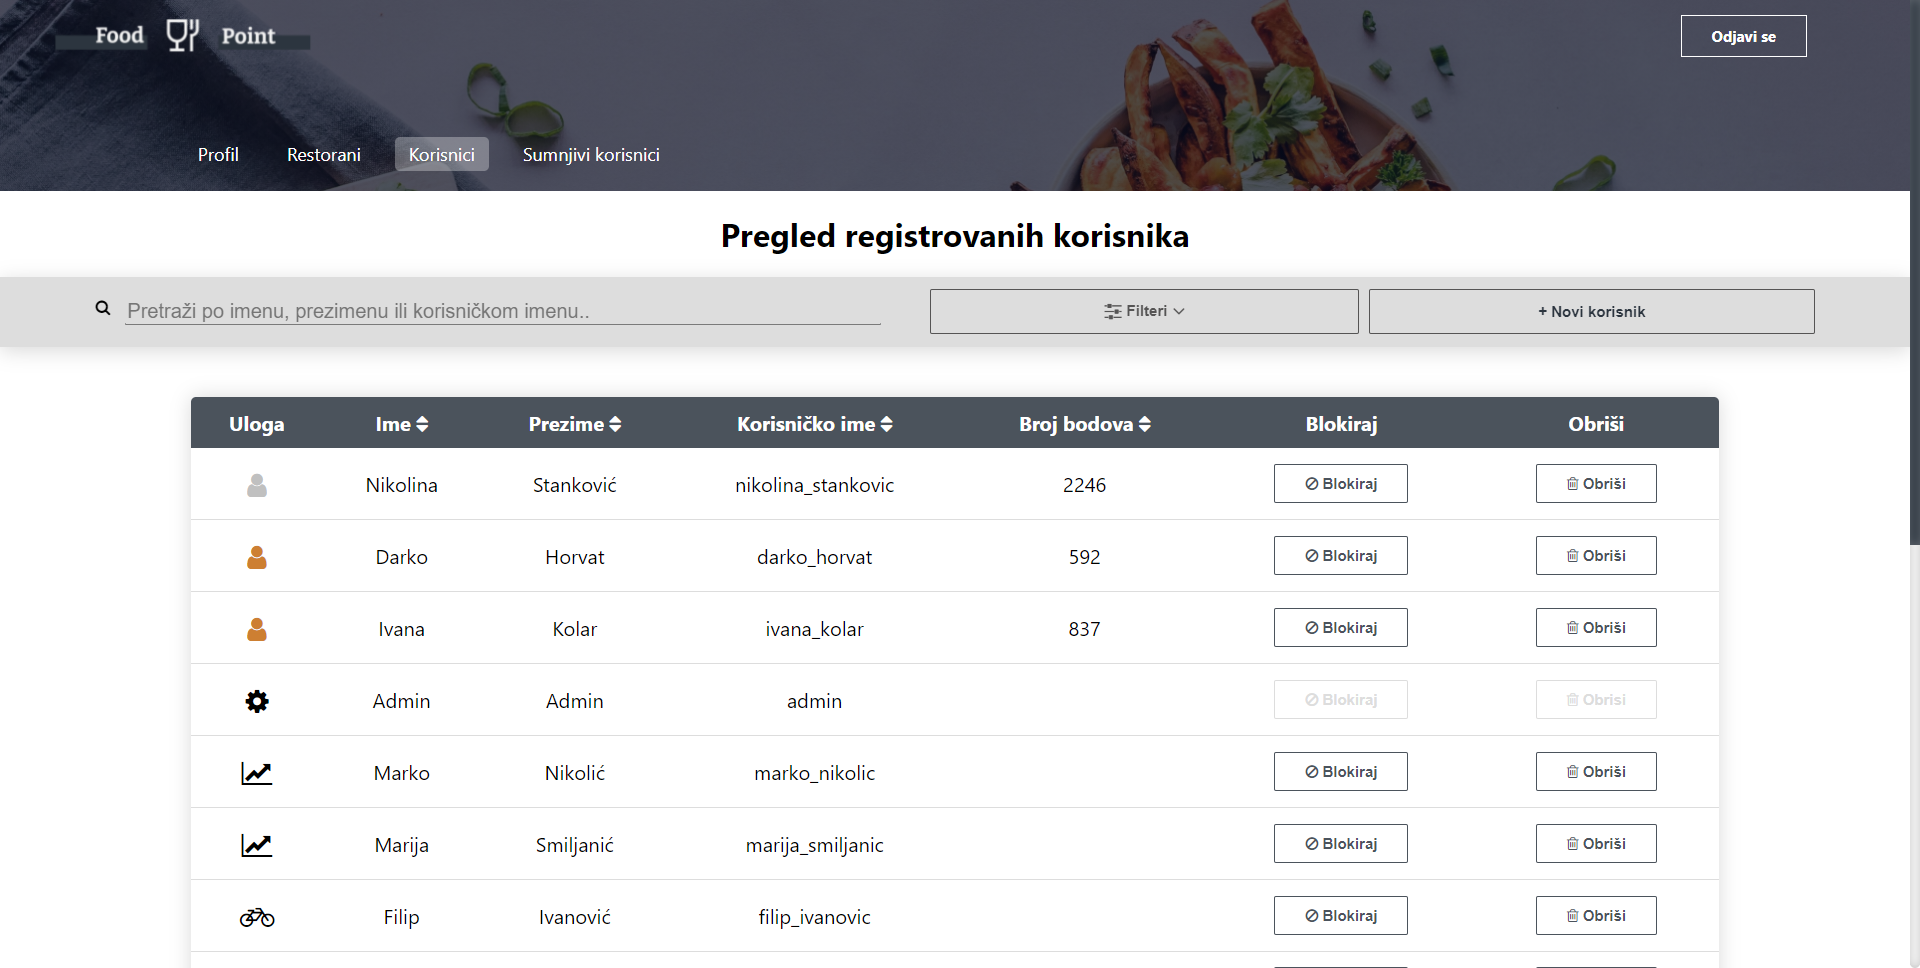 Food Point
Odjavi se
Profil Restorani Korisnici Sumnjivi korisnici
Pregled registrovanih korisnika
Pretraži po imenu, prezimenu ili korisničkom imenu..
Filteri
+ Novi korisnik
Uloga Ime Prezime Korisničko ime Broj bodova Blokiraj Obriši
Nikolina Stanković nikolina_stankovic 2246 Blokiraj Obriši
Darko Horvat darko_horvat 592 Blokiraj Obriši
Ivana Kolar ivana_kolar 837 Blokiraj Obriši
Admin Admin admin Blokiraj Obrisi
Marko Nikolić marko_nikolic Blokiraj Obriši
Marija Smiljanić marija_smiljanic Blokiraj Obriši
Filip Ivanović filip_ivanovic Blokiraj Obriši